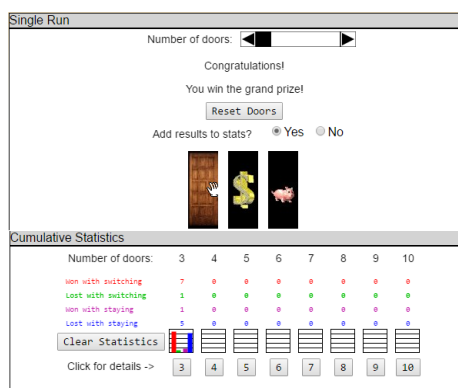 Single Run
Number of doors:
Congratulations!
You win the grand prize!
Reset Doors
Add results to stats? Yes No
$
Cumulative Statistics
Number of doors: 3 4 5 6 7 8 9 10
Won with switching 7 0 0 0 0 0 0 0
Lost with switching 1 0 0 0 0 0 0 0
Won with staying 1 0 0 0 0 0 0 0
Lost with staying 5 0 0 0 0 0 0 0
Clear Statistics
Click for details -> 3 4 5 6 7 8 9 10